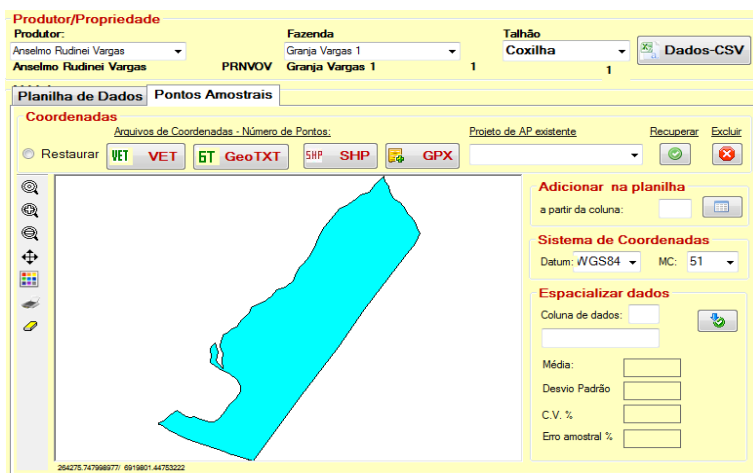 Produtor/Propriedade
Produtor: Fazenda Talhão
Anselmo Rudinei Vargas Granja Vargas 1 Coxilha Dados-CSV
Anselmo Rudinei Vargas PRNVOV Granja Vargas 1 1 1
Planilha de Dados Pontos Amostrais
Coordenadas
Arquivos de Coordenadas - Número de Pontos: Projeto de AP existente Recuperar Excluir
Restaurar VET VET GT GeoTXT SHP SHP GPX
Adicionar na planilha
a partir da coluna:
Sistema de Coordenadas
Datum: WGS84 MC: 51
Espacializar dados
Coluna de dados:
Média:
Desvio Padrão
C.V. %
Erro amostral %
264275.747998977/ 6919801.44753222